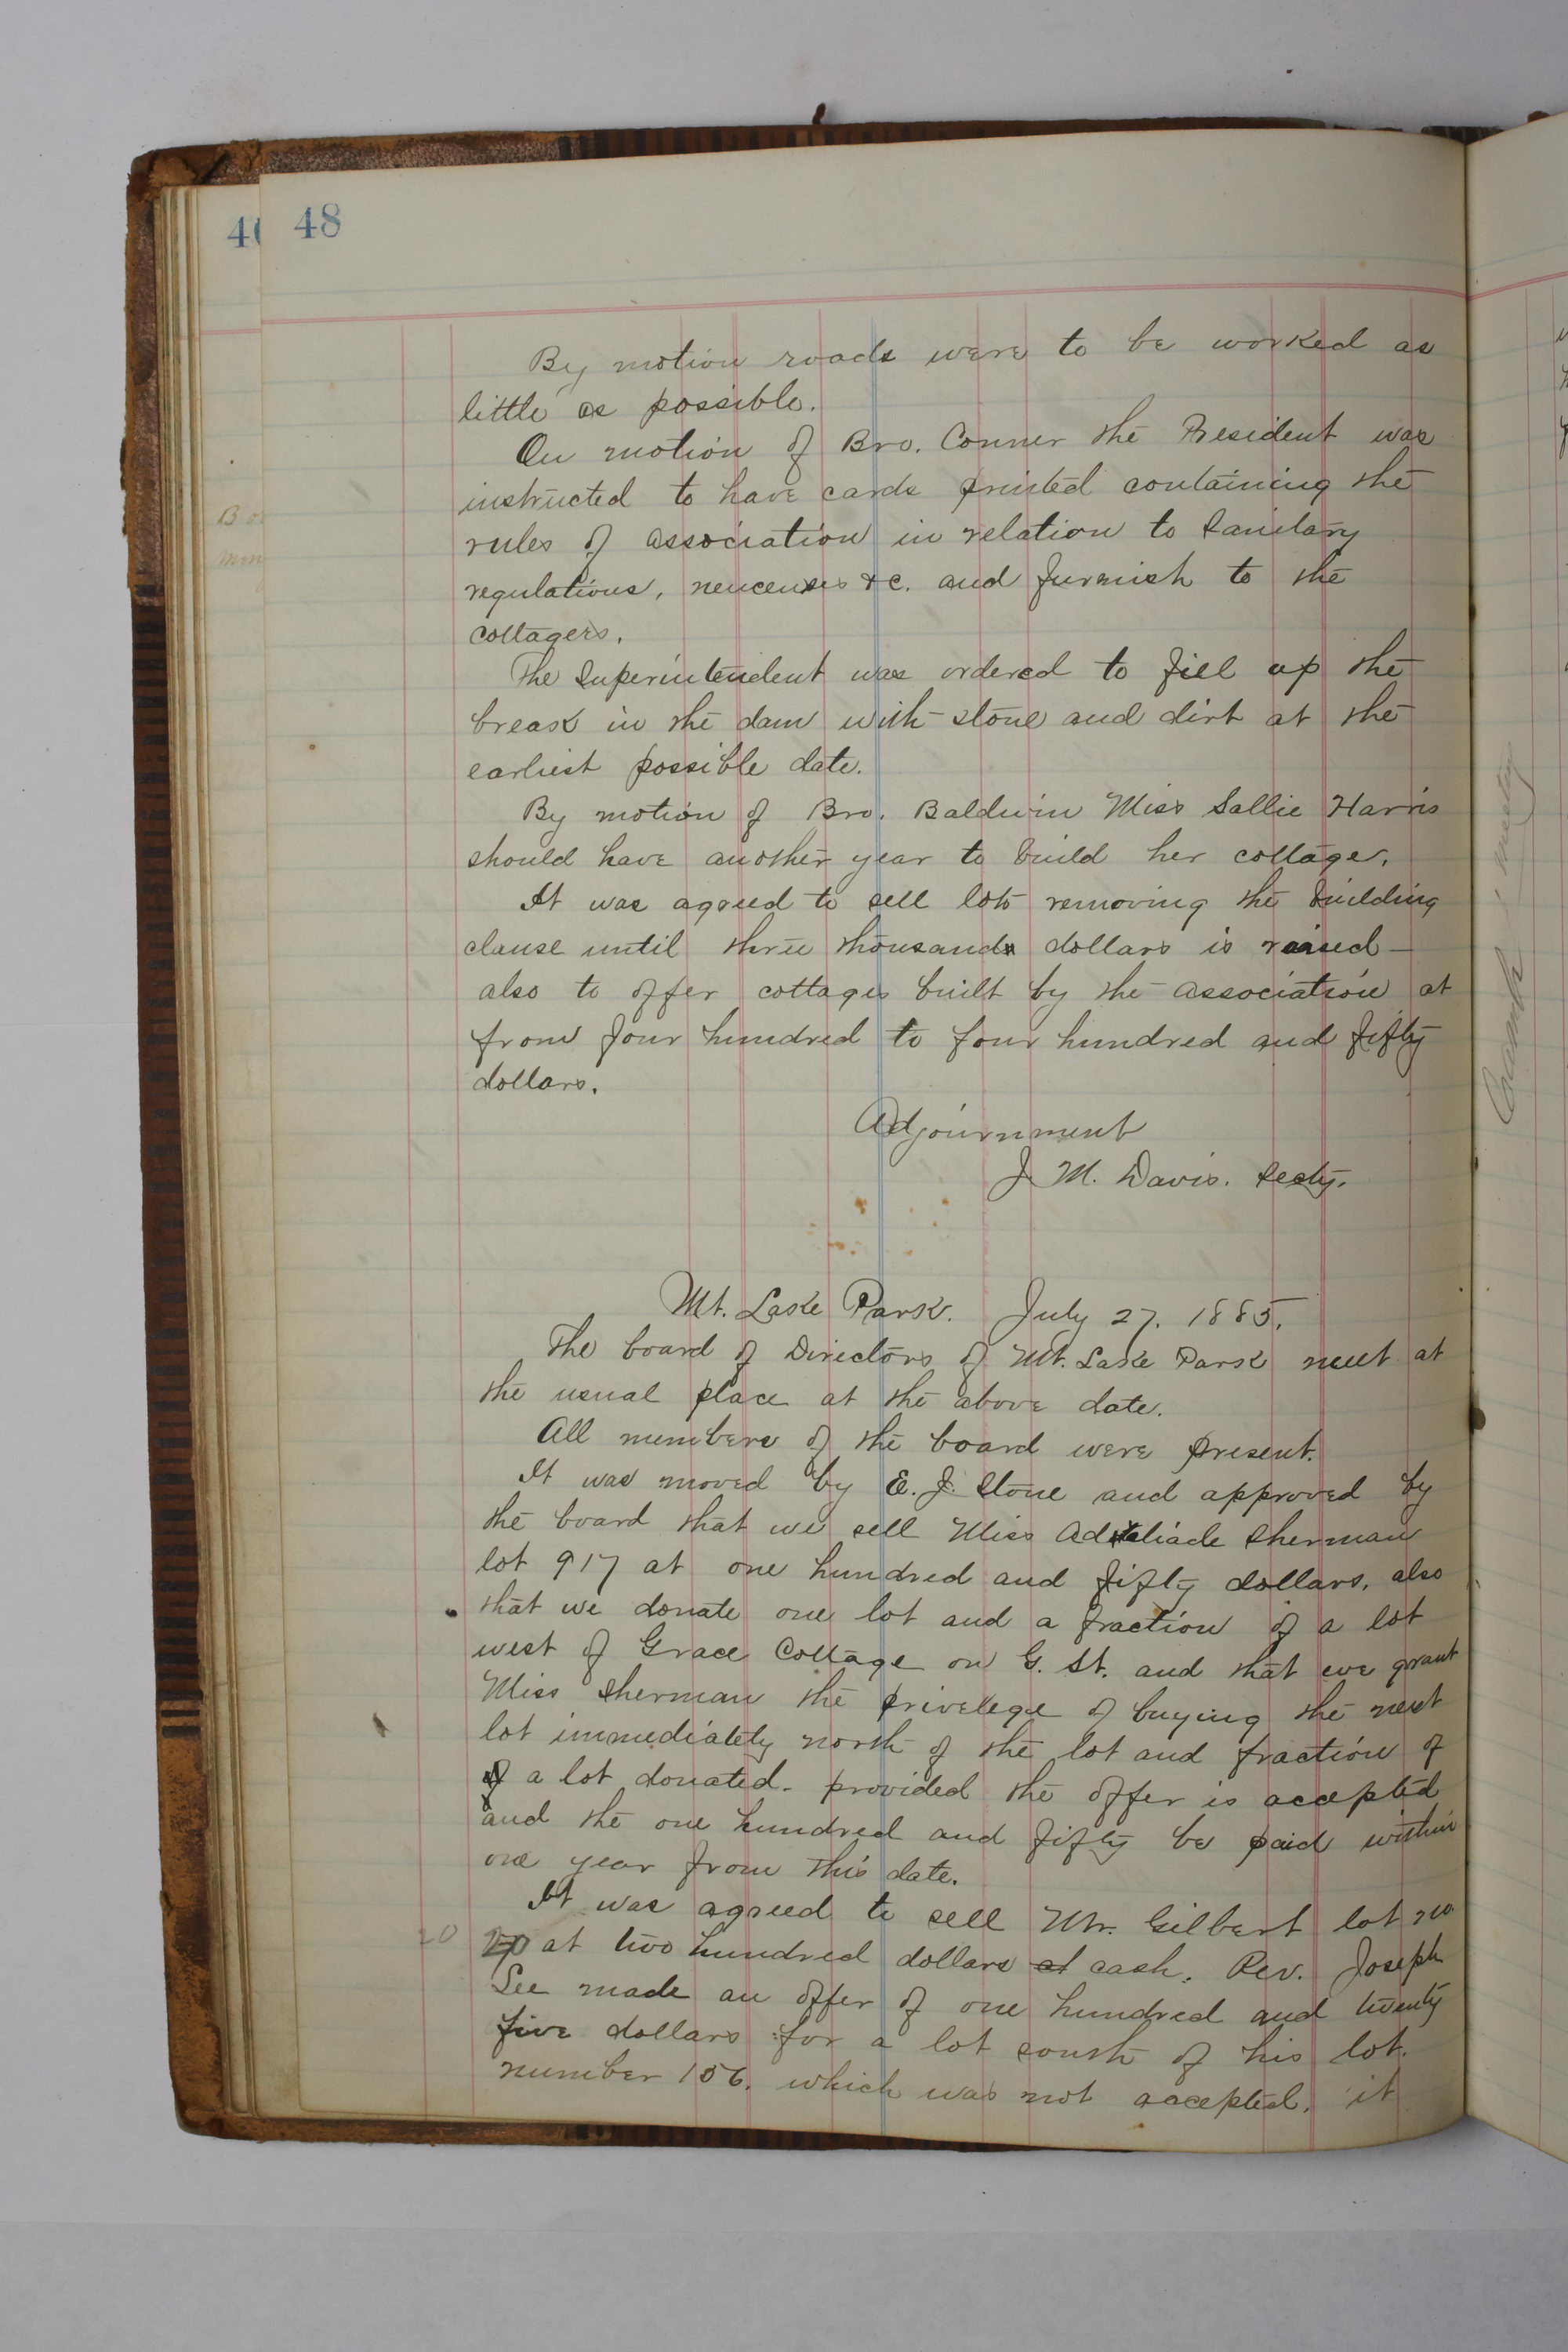 48
By motion roads were to be worked as
little as possible.
On motion of Bro. Conner the President was
instructed to have cards printed containing the
rules of association in relation to Sanitary
regulations, &c. and furnish to the
cottagers.
The Superintendent was ordered to fill up the
break in the dam with stone and dirt at the
earliest possible date.
By motion of Bro. Baldwin Miss Sallie Harris
should have another year to build her cottage.
It was agreed to sell lots removing the building
clause until three thousand dollars is raised
also to offer cottages built by the association at
from four hundred to four hundred and fifty
dollars.
Adjournment
J. M. Davis. Secty.
Mt. Lake Park. July 27. 1885.
The board of Directors of Mt. Lake Park meet at
the usual place at the above date.
All members of the board were present.
It was moved by E. J. Stone and approved by
the board that we sell Miss Sherman
lot 917 at one hundred and fifty dollars, also
that we donate one lot and a fraction of a lot
west of Grace Cottage on G. St. and that we grant
Miss Sherman the privelege of buying the next
lot immediately north of the lot and fraction of
of a lot donated. provided the offer is accepted
and the one hundred and fifty be paid within
one year from this date.
It was agreed to sell Mr. Gilbert lot no
20 at two hundred dollars at cash. Rev. Joseph
Lee made an offer of one hundred and twenty
five dollars for a lot south of his lot.
number 156. which was not accepted. it